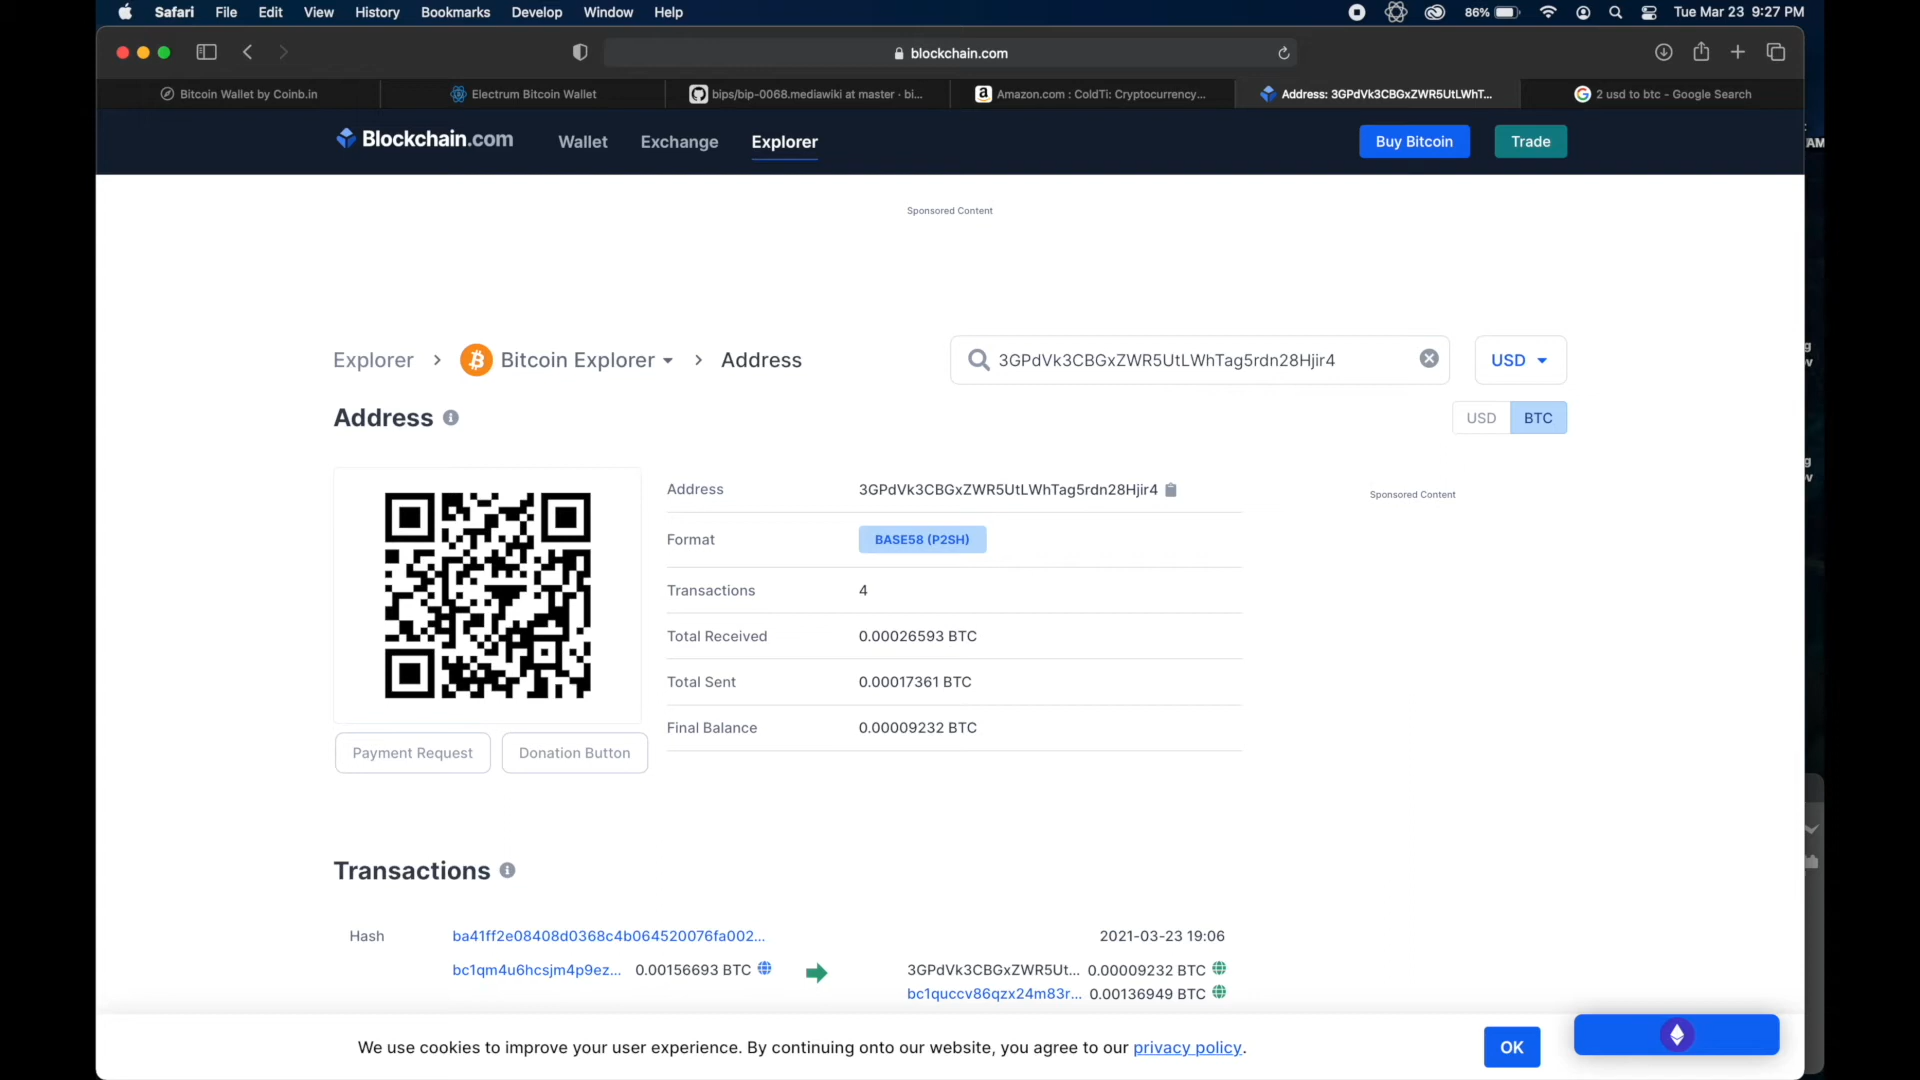 Safari File Edit View History Bookmarks Develop Window Help 86% Tue Mar 23 9:27 PM
blockchain.com
Bitcoin Wallet by Coinb.in Electrum Bitcoin Wallet bips/bip-0068.mediawiki at master · bi... Amazon.com : ColdTi: Cryptocurrency... Address: 3GPdVk3CBGxZWR5UtLWhT... 2 usd to btc - Google Search
Blockchain.com Wallet Exchange Explorer Buy Bitcoin Trade
AM
Sponsored Content
Explorer > Bitcoin Explorer > Address 3GPdVk3CBGxZWR5UtLWhTag5rdn28Hjir4 USD
Address USD BTC
Address 3GPdVk3CBGxZWR5UtLWhTag5rdn28Hjir4
Sponsored Content
Format BASE58 (P2SH)
Transactions 4
Total Received 0.00026593 BTC
Total Sent 0.00017361 BTC
Final Balance 0.00009232 BTC
Payment Request Donation Button
Transactions
Hash ba41ff2e08408d0368c4b064520076fa002... 2021-03-23 19:06
bc1qm4u6hcsjm4p9ez... 0.00156693 BTC 3GPdVk3CBGxZWR5Ut... 0.00009232 BTC
bc1quccv86qzx24m83r... 0.00136949 BTC
We use cookies to improve your user experience. By continuing onto our website, you agree to our privacy policy. OK